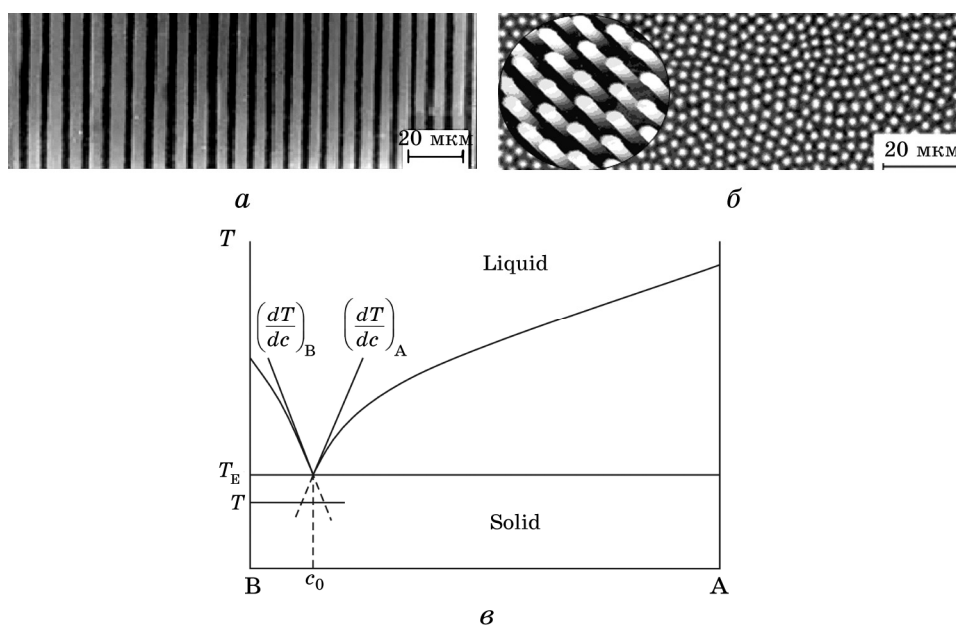 20 мкм
20 мкм
а
б
T
Liquid
(dT/dc)B
(dT/dc)A
TE
T
Solid
B
c0
A
в